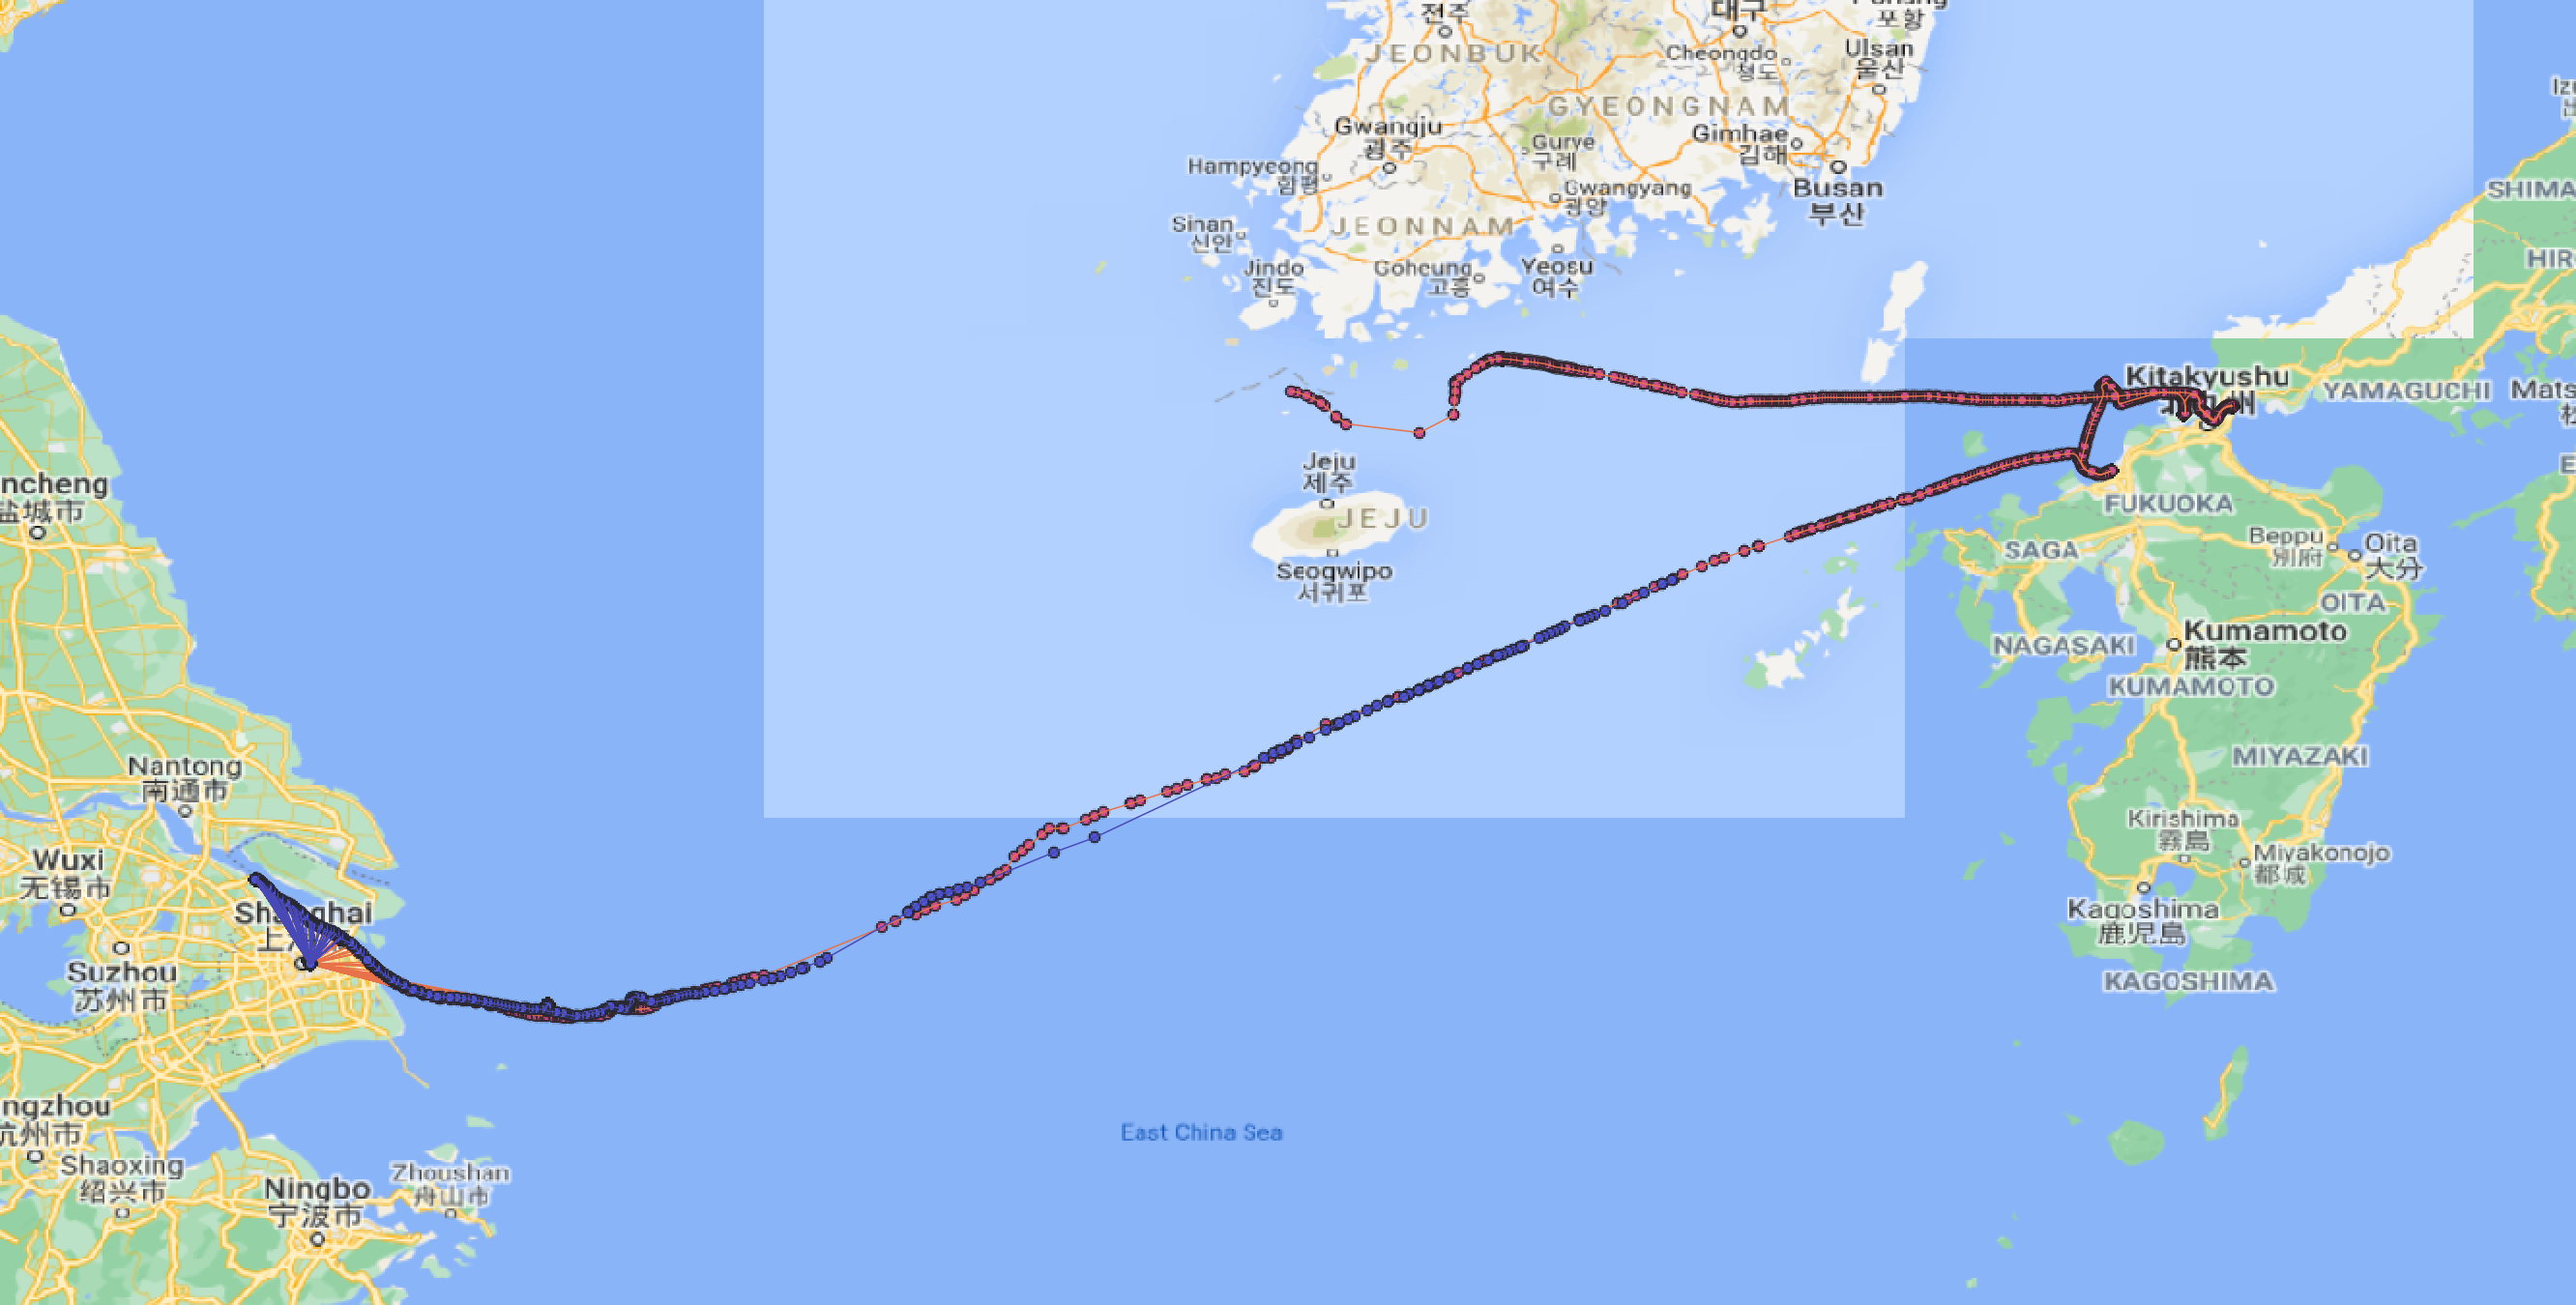 전주
대구
포항
JEONBUK
Cheongdo
청도
Ulsan
울산
GYEONGNAM
Gwangju
광주
Gurye
구례
Gimhae
김해
Hampyeong
함평
Gwangyang
광양
Busan
부산
SHIMA
Sinan
신안
JEONNAM
HIR
Jindo
진도
Goheung
고흥
Yeosu
여수
Kitakyushu
YAMAGUCHI
Mats
Jeju
제주
ncheng
盐城市
JEJU
FUKUOKA
SAGA
Beppu
別府
Oita
大分
Seogwipo
서귀포
OITA
NAGASAKI
Kumamoto
熊本
KUMAMOTO
Nantong
南通市
MIYAZAKI
Kirishima
霧島
Miyakonojo
都城
Wuxi
无锡市
Kagoshima
鹿児島
Suzhou
苏州市
KAGOSHIMA
ngzhou
杭州市
East China Sea
Shaoxing
绍兴市
Zhoushan
舟山市
Ningbo
宁波市